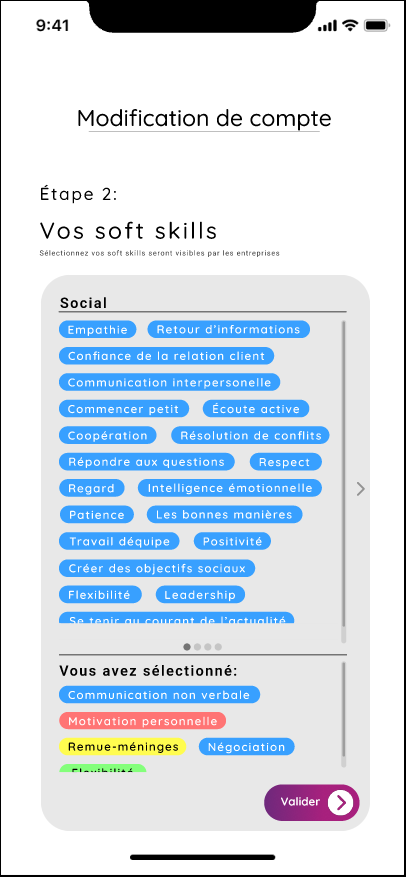 9:41
Modification de compte
Étape 2:
Vos soft skills
Sélectionnez vos soft skills seront visibles par les entreprises
Social
Empathie Retour d'informations
Confiance de la relation client
Communication interpersonelle
Commencer petit Écoute active
Coopération Résolution de conflits
Répondre aux questions Respect
Regard Intelligence émotionnelle
Patience Les bonnes manières
Travail déquipe Positivité
Créer des objectifs sociaux
Flexibilité Leadership
Se tenir au courant de l'actualité
Vous avez sélectionné:
Communication non verbale
Motivation personnelle
Remue-méninges Négociation
Flexibilité
Valider